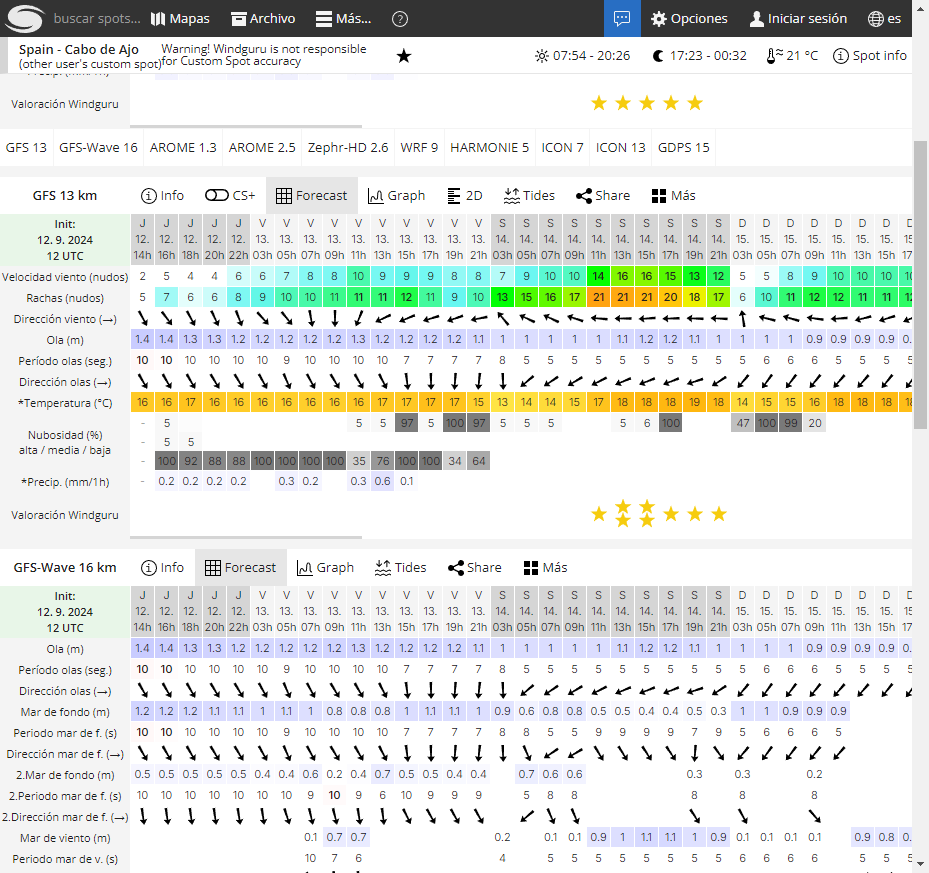 buscar spots... Mapas Archivo Más... ? Opciones Iniciar sesión es
Spain - Cabo de Ajo
(other user's custom spot)
Warning! Windguru is not responsible
for Custom Spot accuracy
07:54 - 20:26 17:23 - 00:32 21 °C Spot info
Valoración Windguru
GFS 13 GFS-Wave 16 AROME 1.3 AROME 2.5 Zephr-HD 2.6 WRF 9 HARMONIE 5 ICON 7 ICON 13 GDPS 15
GFS 13 km Info CS+ Forecast Graph 2D Tides Share Más
Init: J J J J J V V V V V V V V V V S S S S S S S S S S D D D D D D D D
12. 9. 2024 12. 12. 12. 12. 12. 13. 13. 13. 13. 13. 13. 13. 13. 13. 13. 14. 14. 14. 14. 14. 14. 14. 14. 14. 14. 15. 15. 15. 15. 15. 15. 15. 15.
12 UTC 14h 16h 18h 20h 22h 03h 05h 07h 09h 11h 13h 15h 17h 19h 21h 03h 05h 07h 09h 11h 13h 15h 17h 19h 21h 03h 05h 07h 09h 11h 13h 15h 17
Velocidad viento (nudos) 2 5 4 4 6 6 7 8 8 10 9 9 9 8 8 7 9 10 10 14 16 16 15 13 12 5 5 8 9 10 10 10 10
Rachas (nudos) 5 7 6 6 8 9 10 10 11 11 11 12 11 9 10 13 15 16 17 21 21 21 20 18 17 6 10 11 12 12 11 11 12
Dirección viento (→)
Ola (m) 1.4 1.4 1.3 1.3 1.2 1.2 1.2 1.2 1.2 1.3 1.2 1.2 1.2 1.2 1.1 1 1 1 1 1 1.1 1.2 1.2 1.1 1 1 1 1 0.9 0.9 0.9 0.9 0.
Período olas (seg.) 10 10 10 10 10 10 9 10 10 10 10 7 7 7 7 8 5 5 5 5 5 5 5 5 5 5 6 6 6 5 5 5 5
Dirección olas (→)
*Temperatura (°C) 16 16 17 16 16 16 16 16 16 16 17 17 17 17 15 13 14 14 15 17 18 18 18 19 18 14 15 15 16 18 18 18 18
Nubosidad (%)
alta / media / baja
- 5 5 5 97 5 100 97 5 5 5 5 6 100 47 100 99 20
- 5 5
- 100 92 88 88 100 100 100 100 35 76 100 100 34 64
*Precip. (mm/1h) - 0.2 0.2 0.2 0.2 0.3 0.2 0.3 0.6 0.1
Valoración Windguru
GFS-Wave 16 km Info Forecast Graph Tides Share Más
Init: J J J J J V V V V V V V V V V S S S S S S S S S S D D D D D D D D
12. 9. 2024 12. 12. 12. 12. 12. 13. 13. 13. 13. 13. 13. 13. 13. 13. 13. 14. 14. 14. 14. 14. 14. 14. 14. 14. 14. 15. 15. 15. 15. 15. 15. 15. 15.
12 UTC 14h 16h 18h 20h 22h 03h 05h 07h 09h 11h 13h 15h 17h 19h 21h 03h 05h 07h 09h 11h 13h 15h 17h 19h 21h 03h 05h 07h 09h 11h 13h 15h 17
Ola (m) 1.4 1.4 1.3 1.3 1.2 1.2 1.2 1.2 1.2 1.3 1.2 1.2 1.2 1.2 1.1 1 1 1 1 1 1.1 1.2 1.2 1.1 1 1 1 1 0.9 0.9 0.9 0.9 0.
Período olas (seg.) 10 10 10 10 10 10 9 10 10 10 10 7 7 7 7 8 5 5 5 5 5 5 5 5 5 5 6 6 6 5 5 5 5
Dirección olas (→)
Mar de fondo (m) 1.2 1.2 1.2 1.1 1.1 1 1.1 1 0.8 0.8 0.8 1 1.1 1.1 1 0.9 0.6 0.8 0.8 0.5 0.5 0.4 0.4 0.5 0.3 1 1 0.9 0.9 0.9
Periodo mar de f. (s) 10 10 10 10 10 10 9 10 10 10 10 7 7 7 7 8 8 5 5 9 9 9 9 7 9 5 6 6 6 5
Dirección mar de f. (→)
2.Mar de fondo (m) 0.5 0.5 0.5 0.5 0.5 0.4 0.4 0.6 0.2 0.4 0.7 0.5 0.5 0.4 0.4 0.7 0.6 0.6 0.3 0.3 0.2
2.Periodo mar de f. (s) 10 10 10 10 10 10 10 9 10 9 6 10 9 9 9 5 8 8 8 8 8
2.Dirección mar de f. (→)
Mar de viento (m) 0.1 0.7 0.7 0.2 0.1 0.1 0.9 1 1.1 1.1 1 0.9 0.1 0.1 0.1 0.1 0.9 0.8 0.
Periodo mar de v. (s) 10 7 6 4 5 5 5 5 5 5 5 5 6 6 6 6 5 5 5